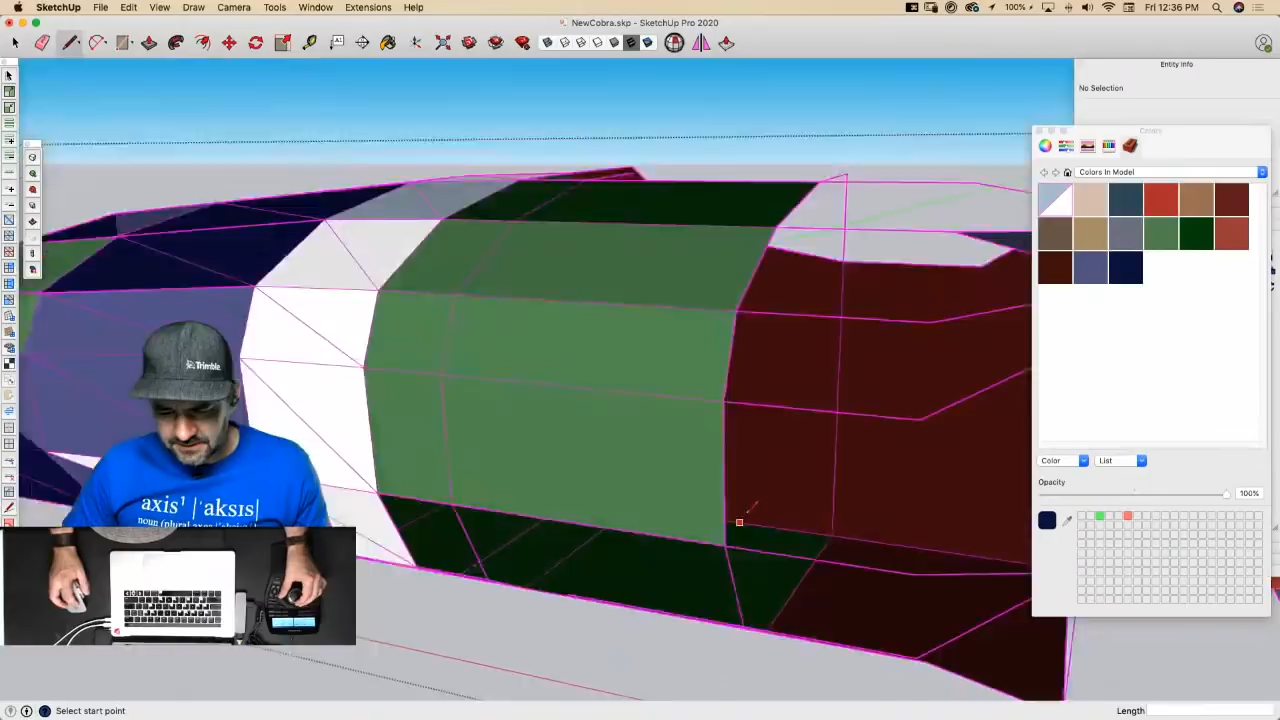 SketchUp File Edit View Draw Camera Tools Window Extensions Help 100% Fri 12:36 PM
NewCobra.skp - SketchUp Pro 2020
Entity Info
No Selection
Colors
Colors In Model
Color List
Opacity
100%
Trimble.
axis¹ |ˈaksɪs|
Select start point Length